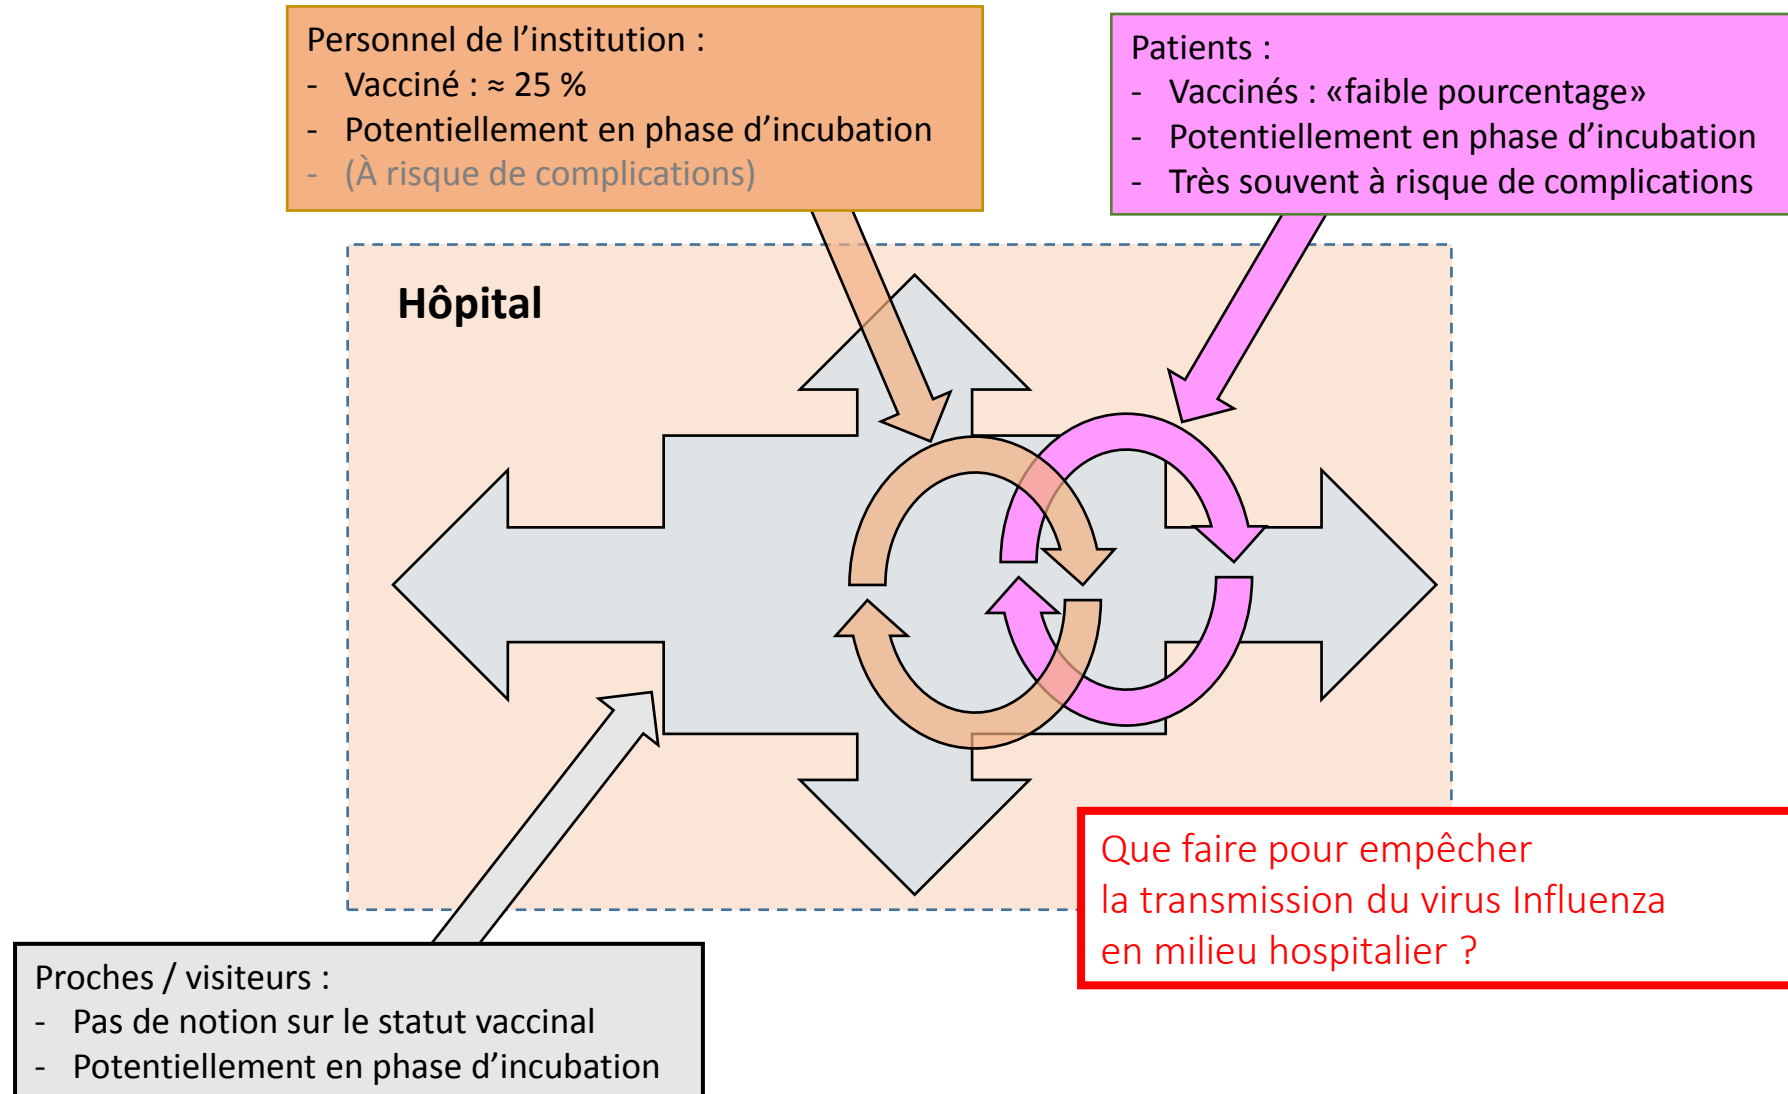 Personnel de l’institution :
- Vacciné : ≈ 25 %
- Potentiellement en phase d’incubation
- (À risque de complications)
Patients :
- Vaccinés : «faible pourcentage»
- Potentiellement en phase d’incubation
- Très souvent à risque de complications
Hôpital
Que faire pour empêcher
la transmission du virus Influenza
en milieu hospitalier ?
Proches / visiteurs :
- Pas de notion sur le statut vaccinal
- Potentiellement en phase d’incubation